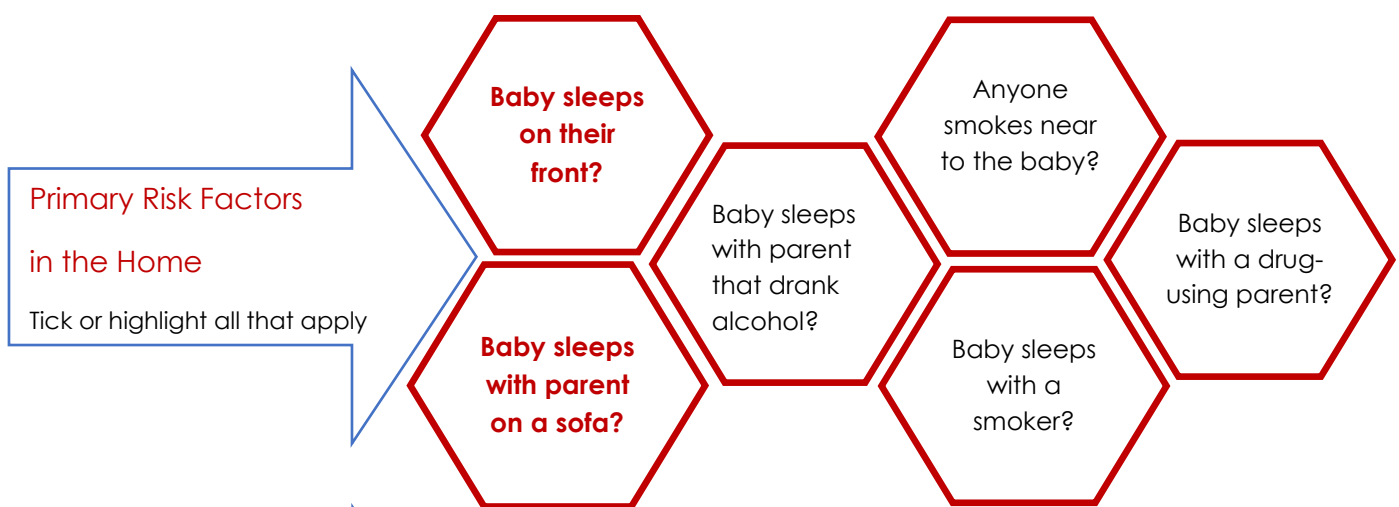 Primary Risk Factors
in the Home
Tick or highlight all that apply
Baby sleeps
on their
front?
Baby sleeps
with parent
on a sofa?
Baby sleeps
with parent
that drank
alcohol?
Anyone
smokes near
to the baby?
Baby sleeps
with a
smoker?
Baby sleeps
with a drug-
using parent?